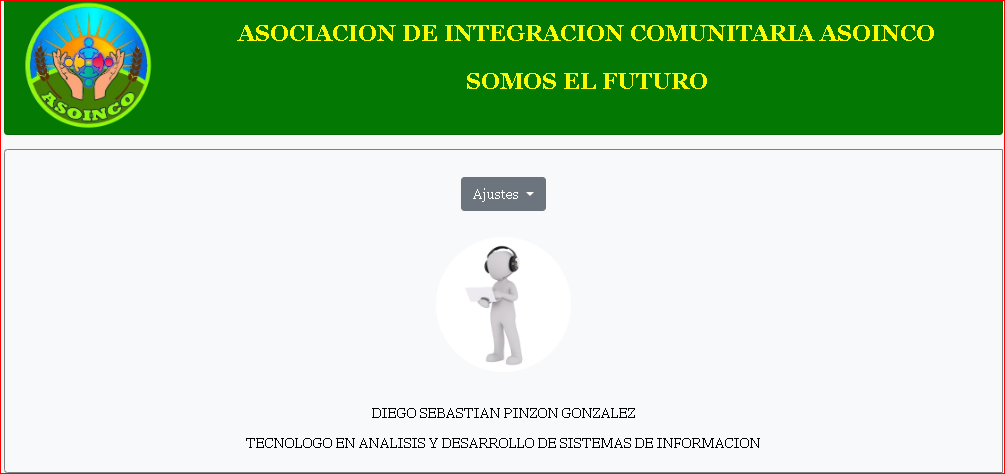 ASOCIACION DE INTEGRACION COMUNITARIA ASOINCO
SOMOS EL FUTURO
ASOINCO
Ajustes
DIEGO SEBASTIAN PINZON GONZALEZ
TECNOLOGO EN ANALISIS Y DESARROLLO DE SISTEMAS DE INFORMACION